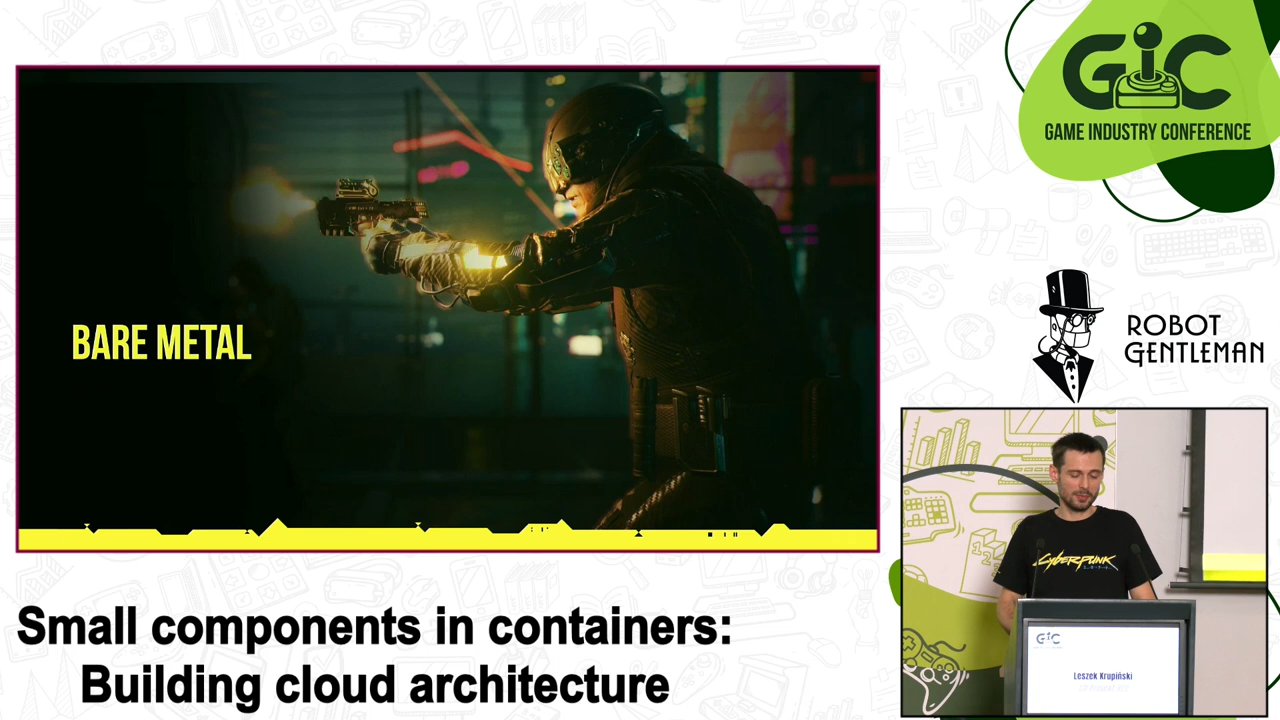 GIC
GAME INDUSTRY CONFERENCE
BARE METAL
ROBOT
GENTLEMAN
CYBERPUNK
GIC
Leszek Krupiński
Small components in containers:
Building cloud architecture